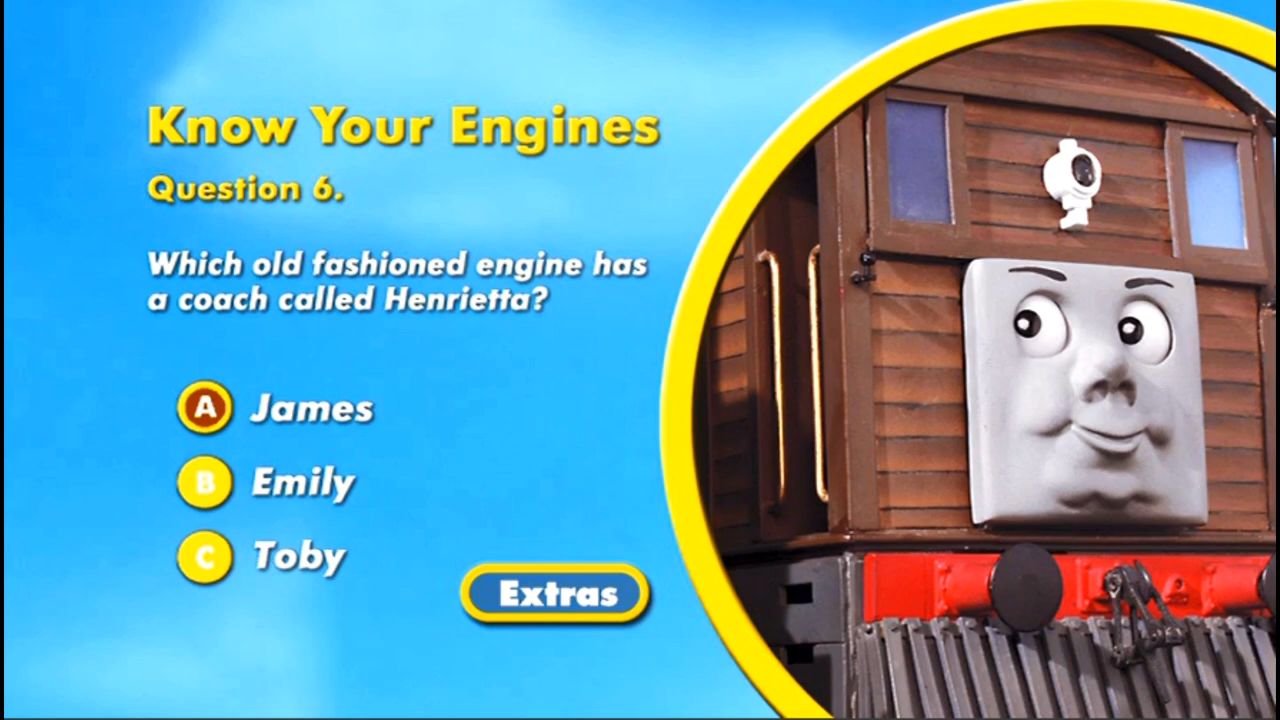 Know Your Engines
Question 6.
Which old fashioned engine has
a coach called Henrietta?
A James
B Emily
C Toby
Extras